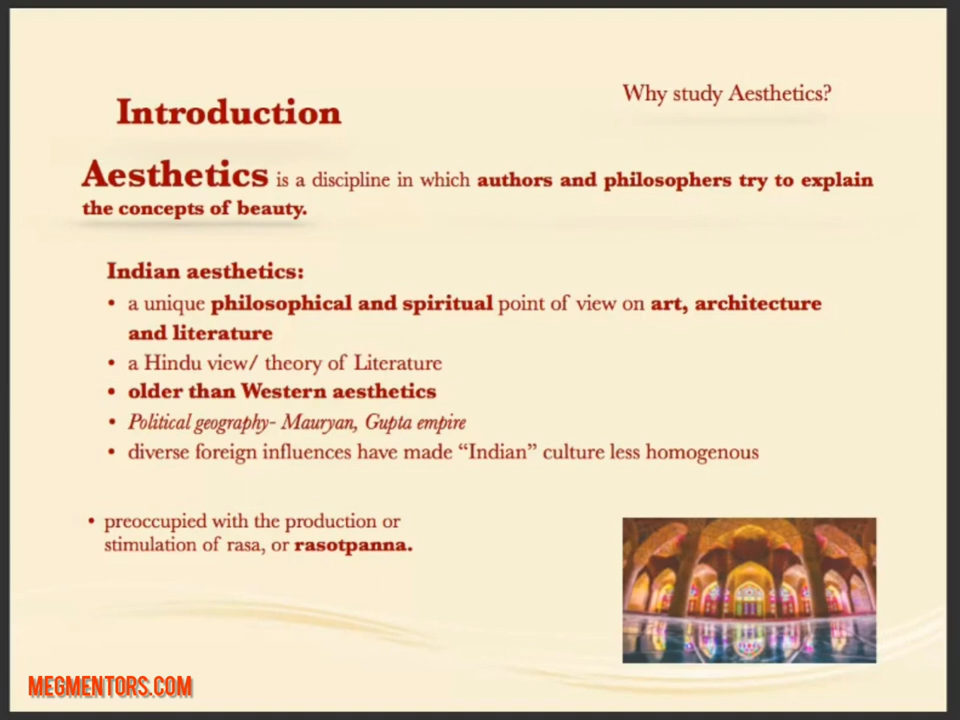 Why study Aesthetics?
Introduction
Aesthetics is a discipline in which authors and philosophers try to explain
the concepts of beauty.
Indian aesthetics:
• a unique philosophical and spiritual point of view on art, architecture
and literature
• a Hindu view/ theory of Literature
• older than Western aesthetics
• Political geography- Mauryan, Gupta empire
• diverse foreign influences have made “Indian” culture less homogenous
• preoccupied with the production or
stimulation of rasa, or rasotpanna.
MEGMENTORS.COM